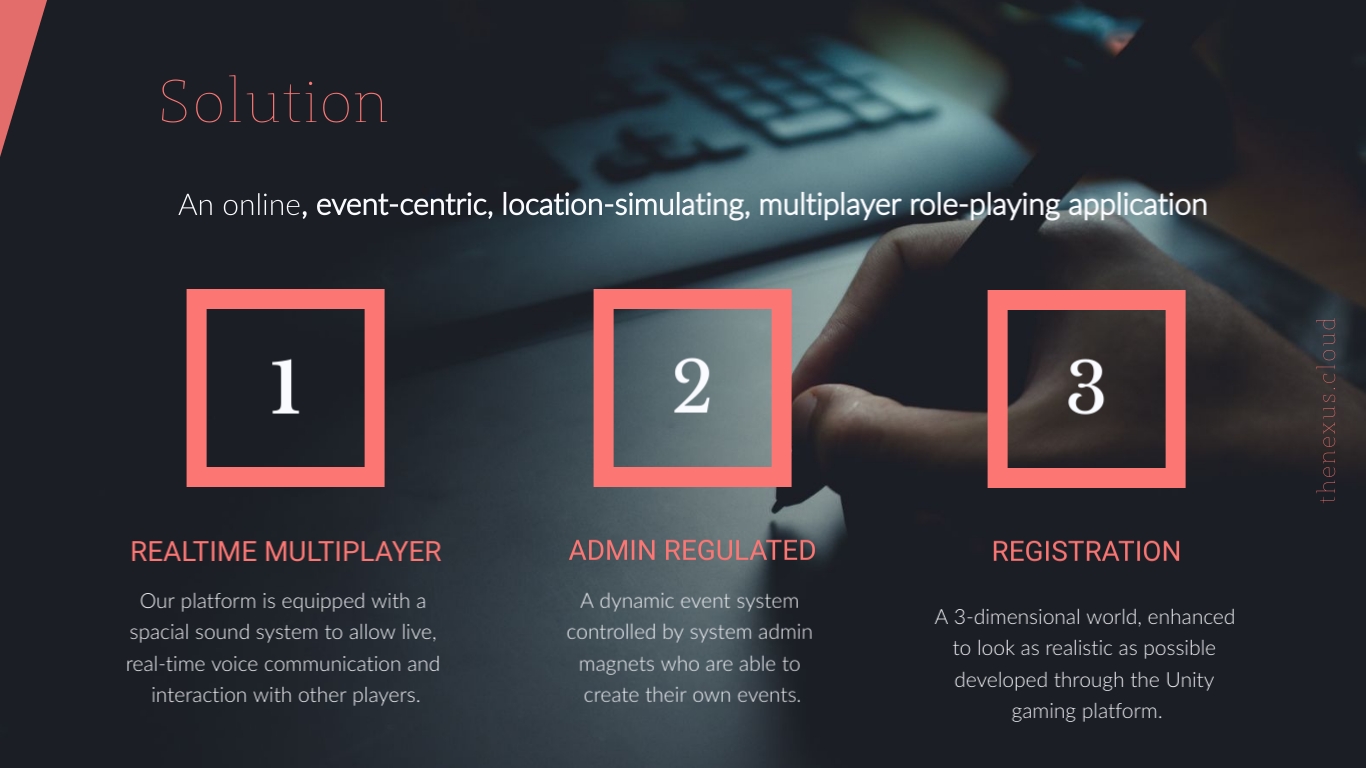 Solution
An online, event-centric, location-simulating, multiplayer role-playing application
1
2
3
REALTIME MULTIPLAYER
Our platform is equipped with a
spacial sound system to allow live,
real-time voice communication and
interaction with other players.
ADMIN REGULATED
A dynamic event system
controlled by system admin
magnets who are able to
create their own events.
REGISTRATION
A 3-dimensional world, enhanced
to look as realistic as possible
developed through the Unity
gaming platform.
thenexus.cloud